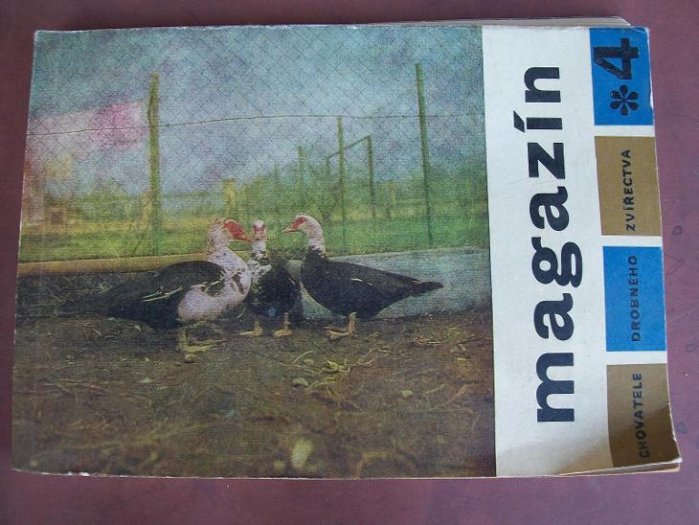 magazín
CHOVATELE DROBNÉHO ZVÍŘECTVA *4